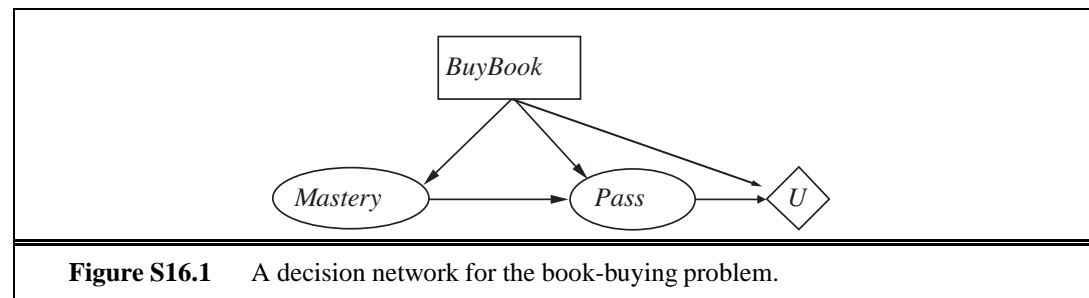 BuyBook
Mastery Pass U
Figure S16.1 A decision network for the book-buying problem.